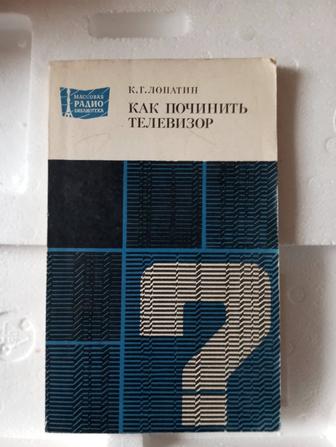 МАССОВАЯ
РАДИО
БИБЛИОТЕКА
К.Г.ЛОПАТИН
КАК ПОЧИНИТЬ
ТЕЛЕВИЗОР
?